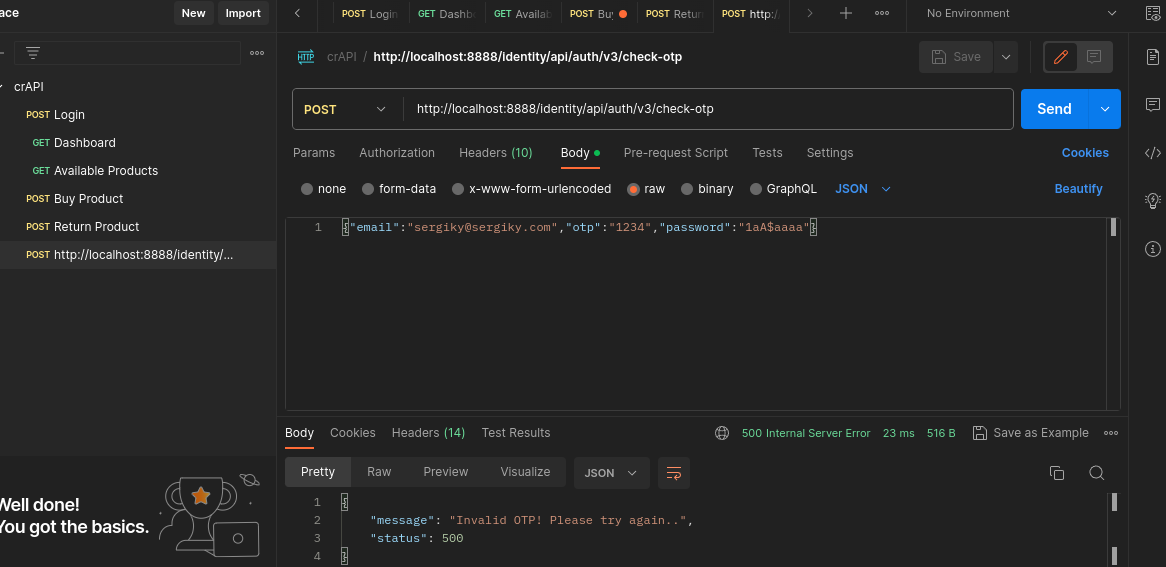 ace
New
Import
POST Login
GET Dashb
GET Availab
POST Bu
POST Retur
POST http:/
No Environment
HTTP
crAPI / http://localhost:8888/identity/api/auth/v3/check-otp
Save
crAPI
POST Login
GET Dashboard
GET Available Products
POST Buy Product
POST Return Product
POST http://localhost:8888/identity/...
POST
http://localhost:8888/identity/api/auth/v3/check-otp
Send
Params
Authorization
Headers (10)
Body
Pre-request Script
Tests
Settings
Cookies
none
form-data
x-www-form-urlencoded
raw
binary
GraphQL
JSON
Beautify
1 {"email":"sergiky@sergiky.com","otp":"1234","password":"1aA$aaaa"}
Body
Cookies
Headers (14)
Test Results
500 Internal Server Error
23 ms
516 B
Save as Example
Pretty
Raw
Preview
Visualize
JSON
1 {
2 "message": "Invalid OTP! Please try again..",
3 "status": 500
4 }
Well done!
You got the basics.